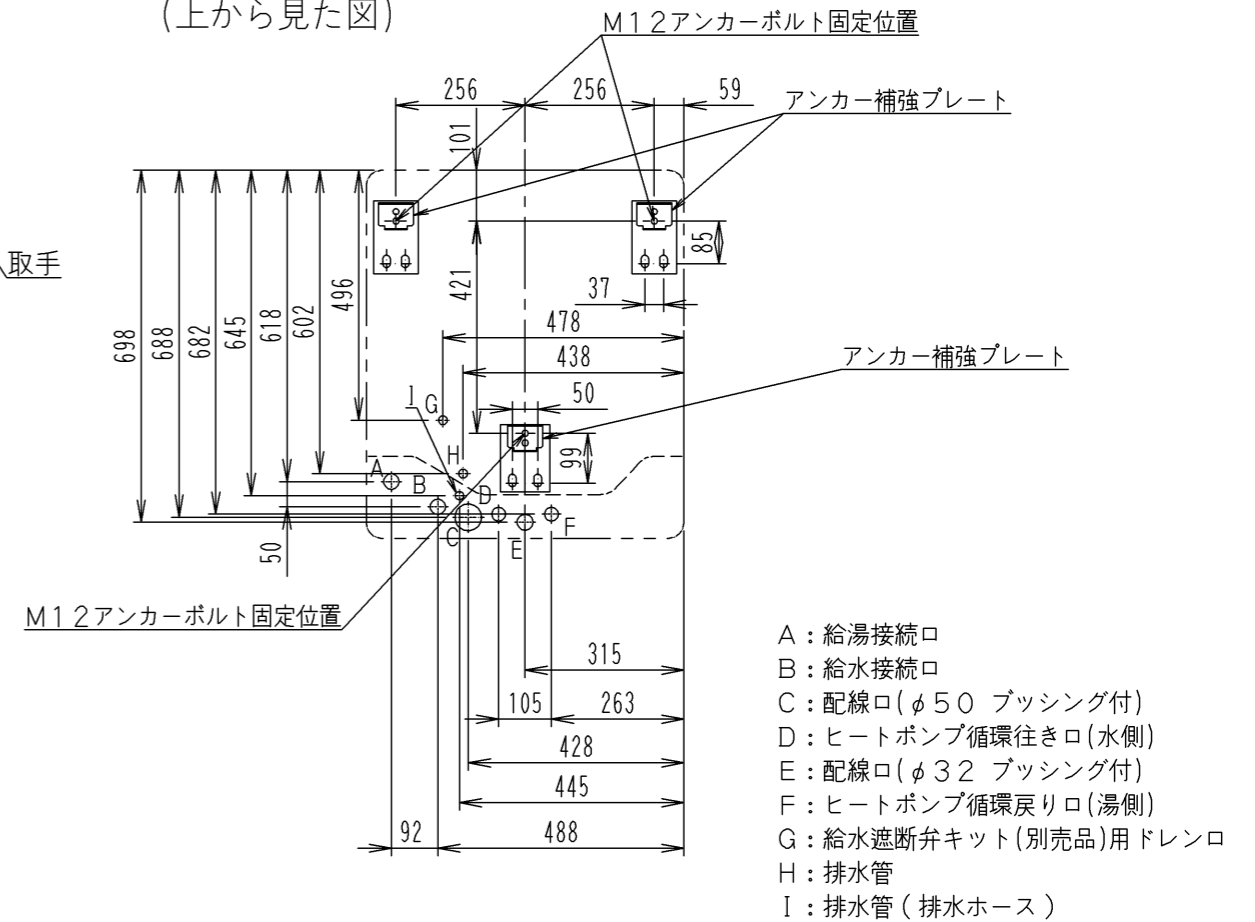 (上から見た図)
M12アンカーボルト固定位置
256
256
59
アンカー補強プレート
101
取手
85
37
421
496
602
618
645
682
688
698
478
438
アンカー補強プレート
50
I
G
H
99
A
B
D
C
E
F
50
M12アンカーボルト固定位置
315
105
263
428
445
92
488
A:給湯接続口
B:給水接続口
C:配線口(φ50 ブッシング付)
D:ヒートポンプ循環往き口(水側)
E:配線口(φ32 ブッシング付)
F:ヒートポンプ循環戻り口(湯側)
G:給水遮断弁キット(別売品)用ドレン口
H:排水管
I:排水管(排水ホース)